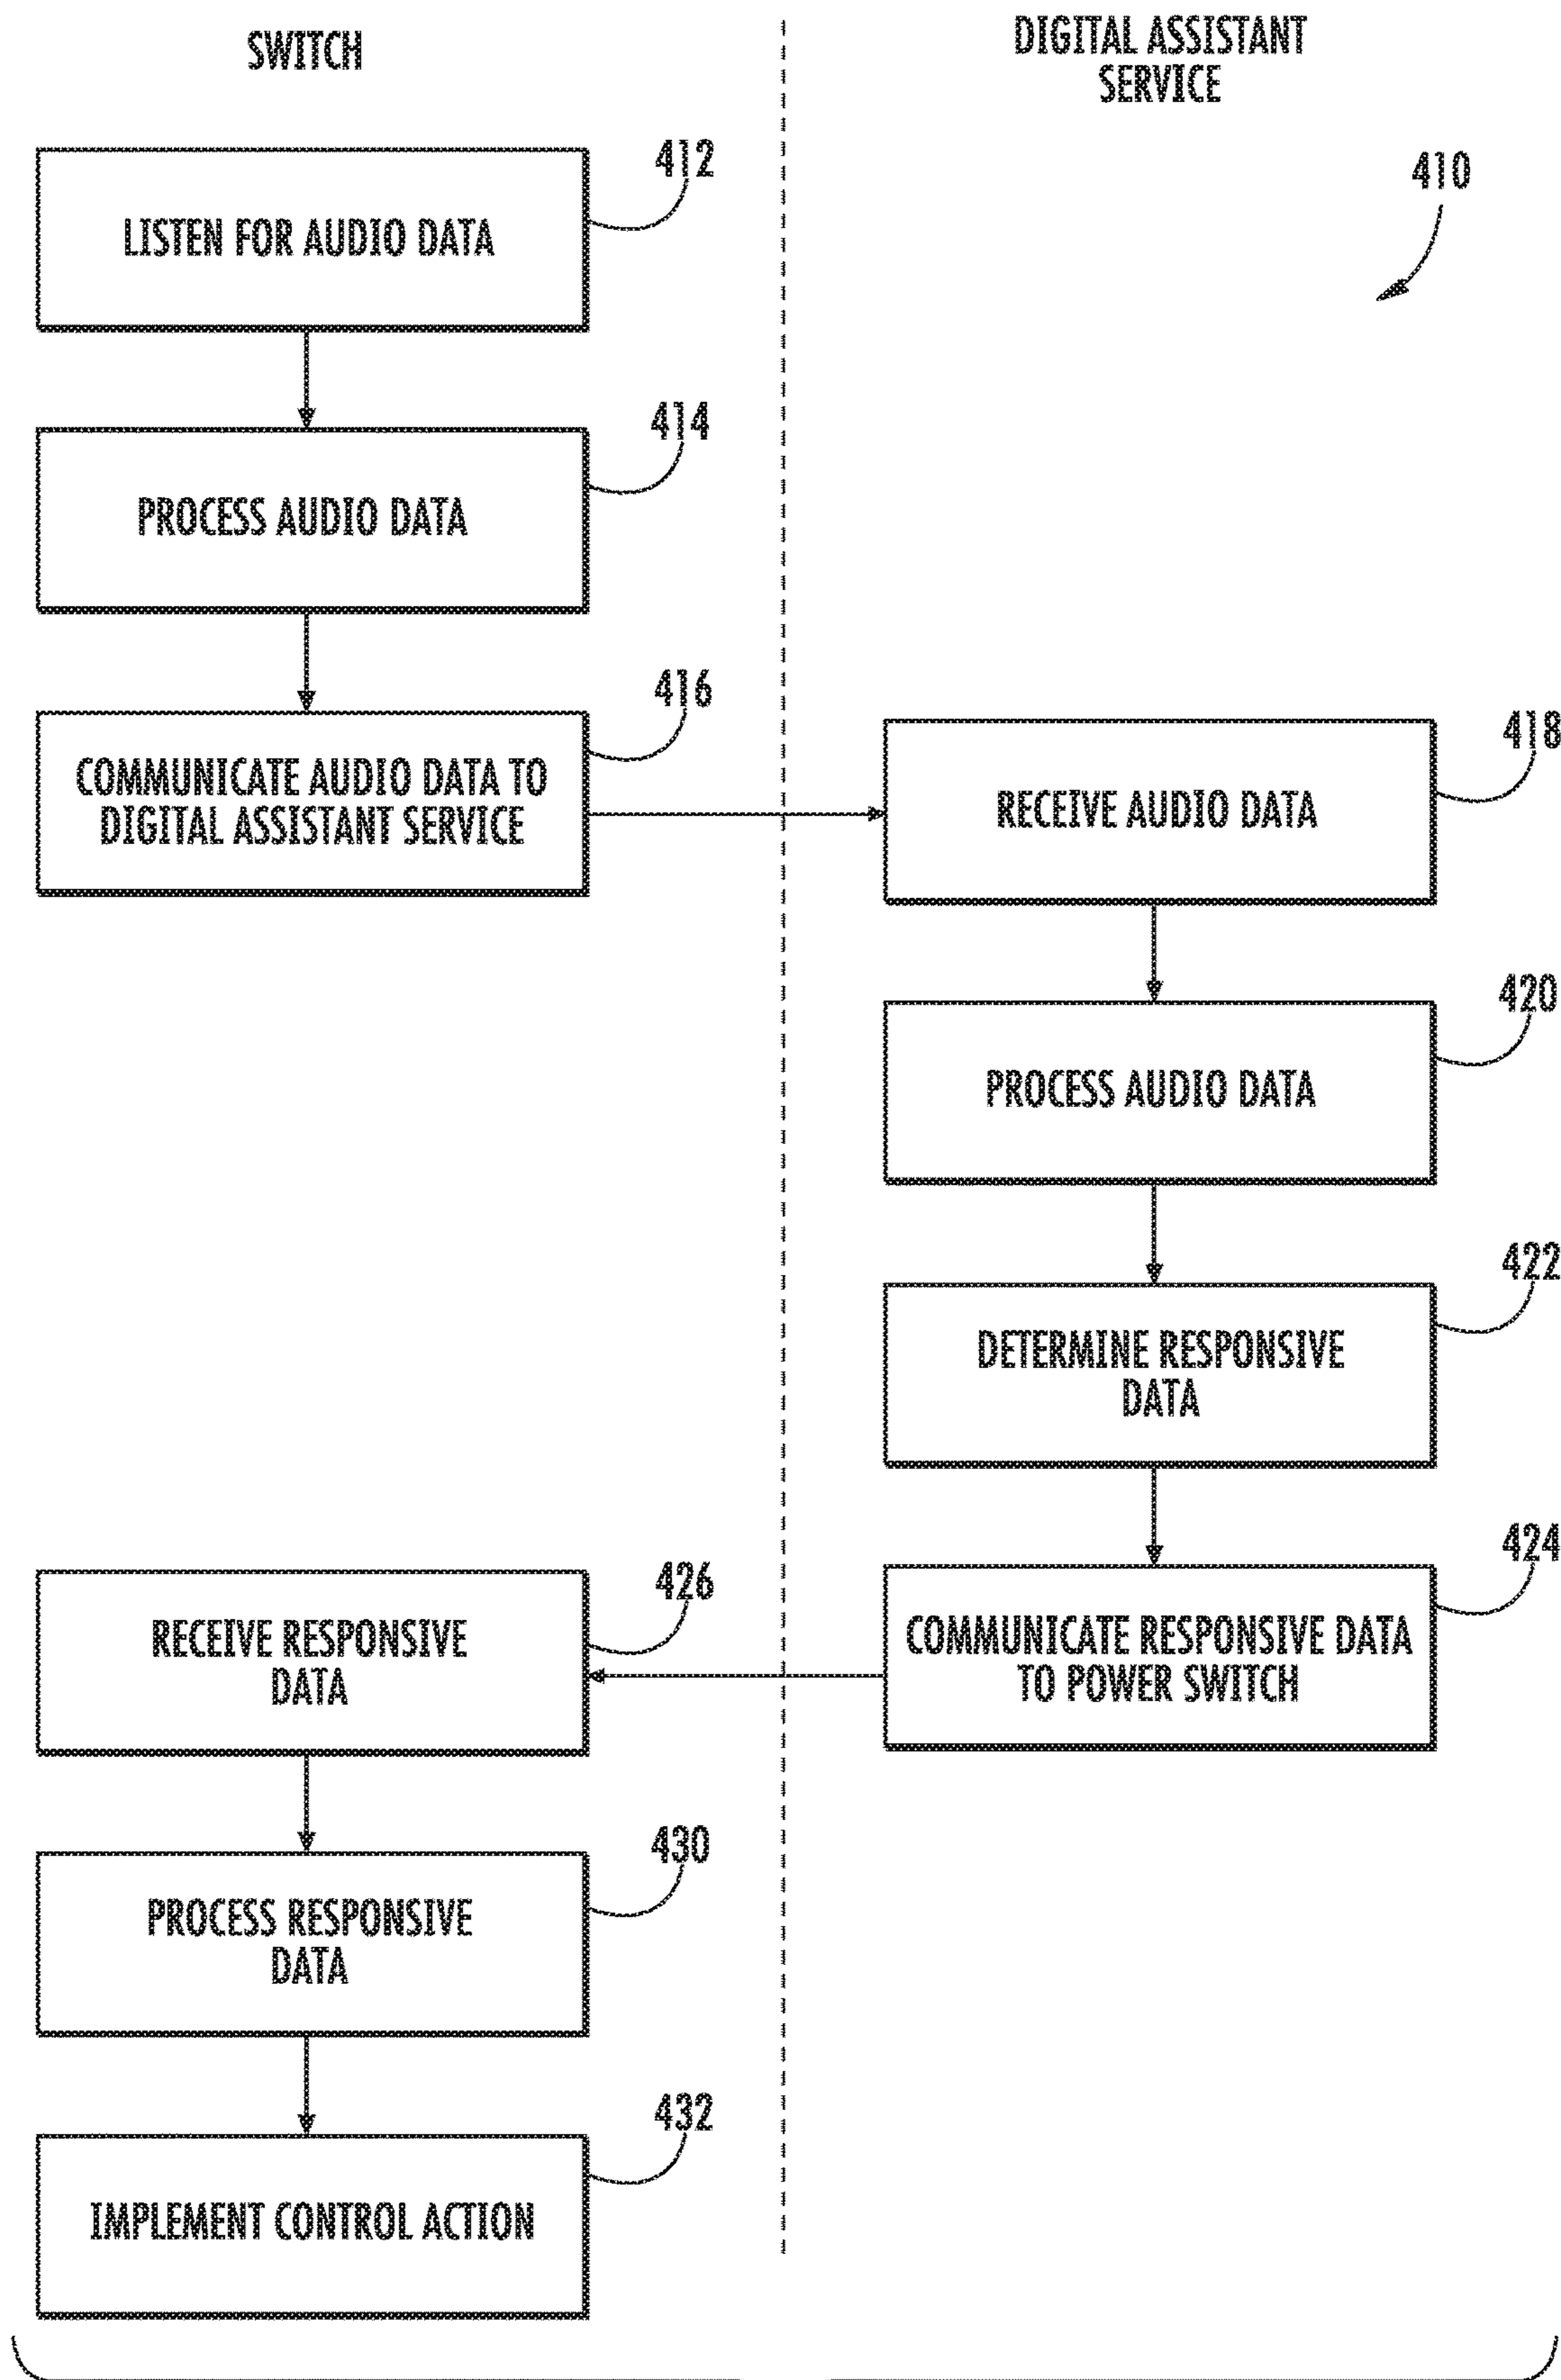 SWITCH
DIGITAL ASSISTANT
SERVICE
410
412
LISTEN FOR AUDIO DATA
414
PROCESS AUDIO DATA
416
COMMUNICATE AUDIO DATA TO
DIGITAL ASSISTANT SERVICE
418
RECEIVE AUDIO DATA
420
PROCESS AUDIO DATA
422
DETERMINE RESPONSIVE
DATA
424
COMMUNICATE RESPONSIVE DATA
TO POWER SWITCH
426
RECEIVE RESPONSIVE
DATA
430
PROCESS RESPONSIVE
DATA
432
IMPLEMENT CONTROL ACTION